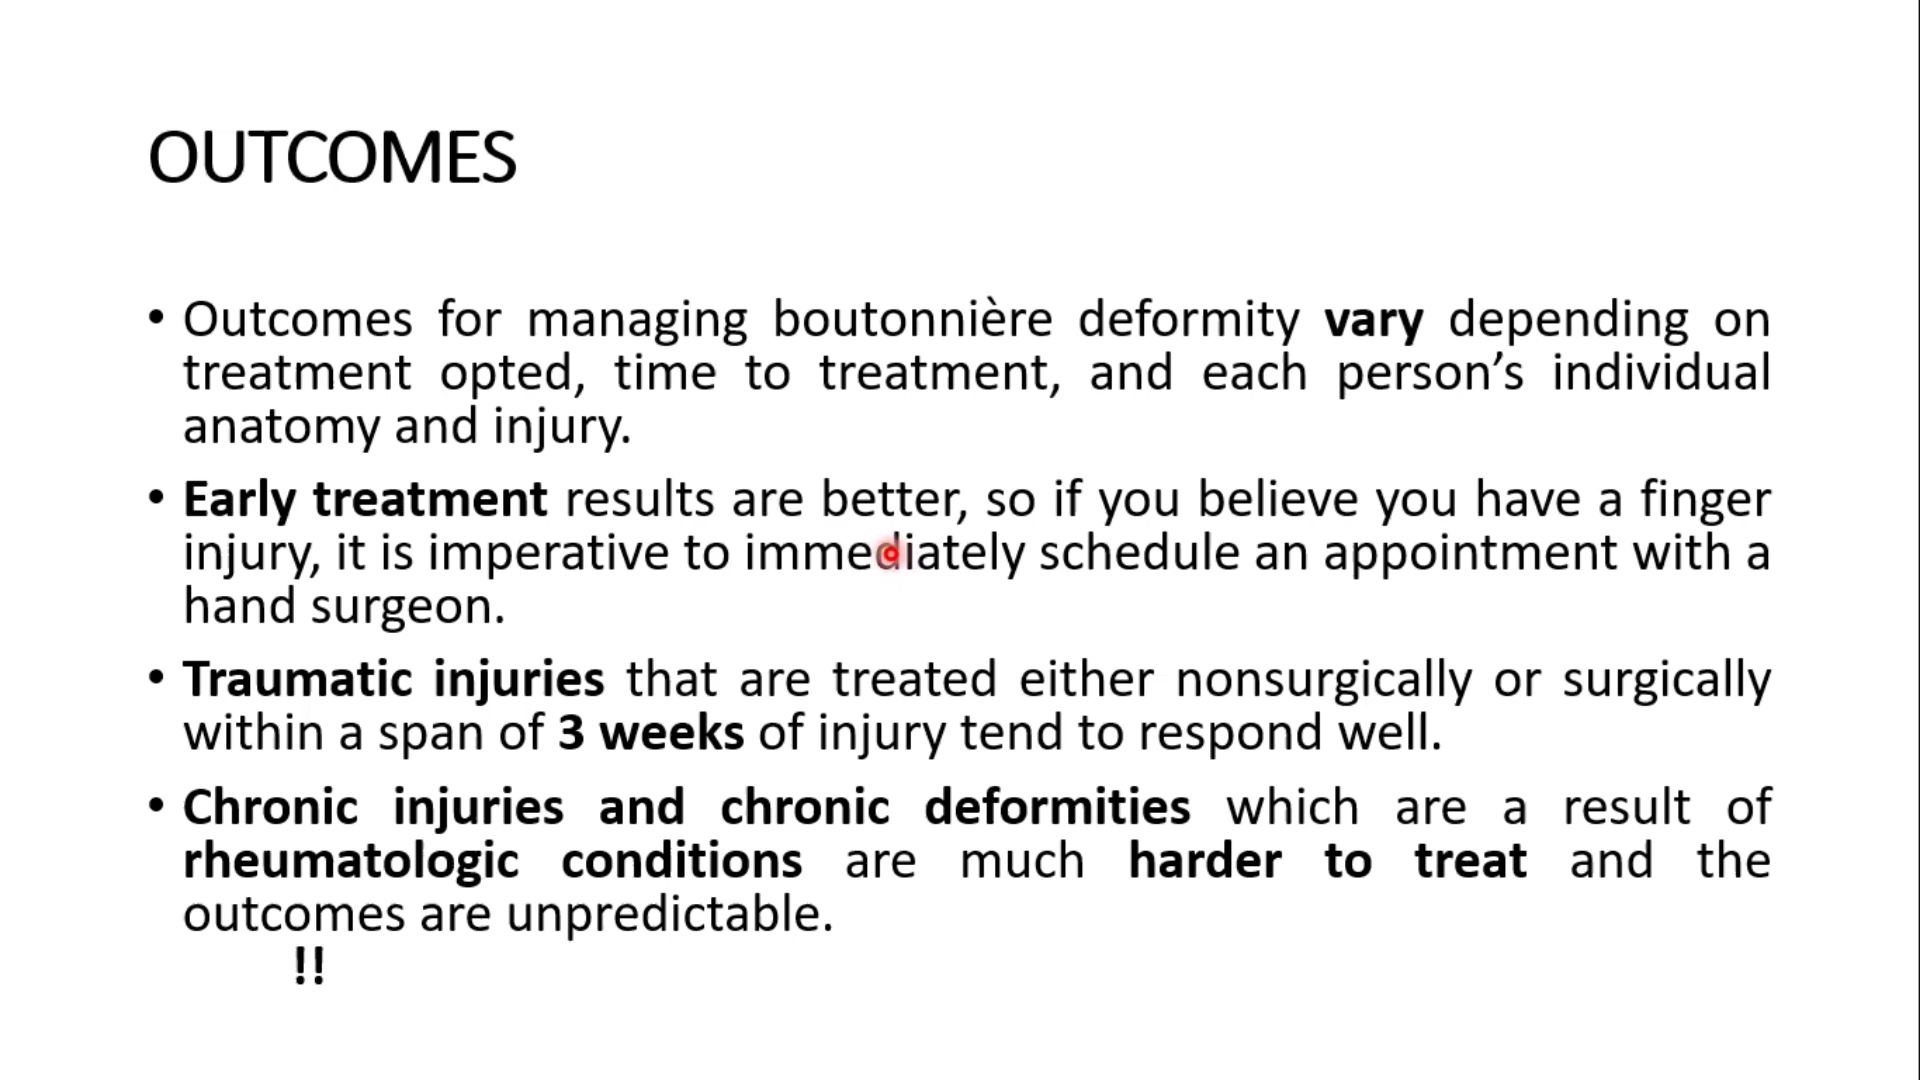 OUTCOMES
• Outcomes for managing boutonnière deformity vary depending on
treatment opted, time to treatment, and each person’s individual
anatomy and injury.
• Early treatment results are better, so if you believe you have a finger
injury, it is imperative to immediately schedule an appointment with a
hand surgeon.
• Traumatic injuries that are treated either nonsurgically or surgically
within a span of 3 weeks of injury tend to respond well.
• Chronic injuries and chronic deformities which are a result of
rheumatologic conditions are much harder to treat and the
outcomes are unpredictable.
!!